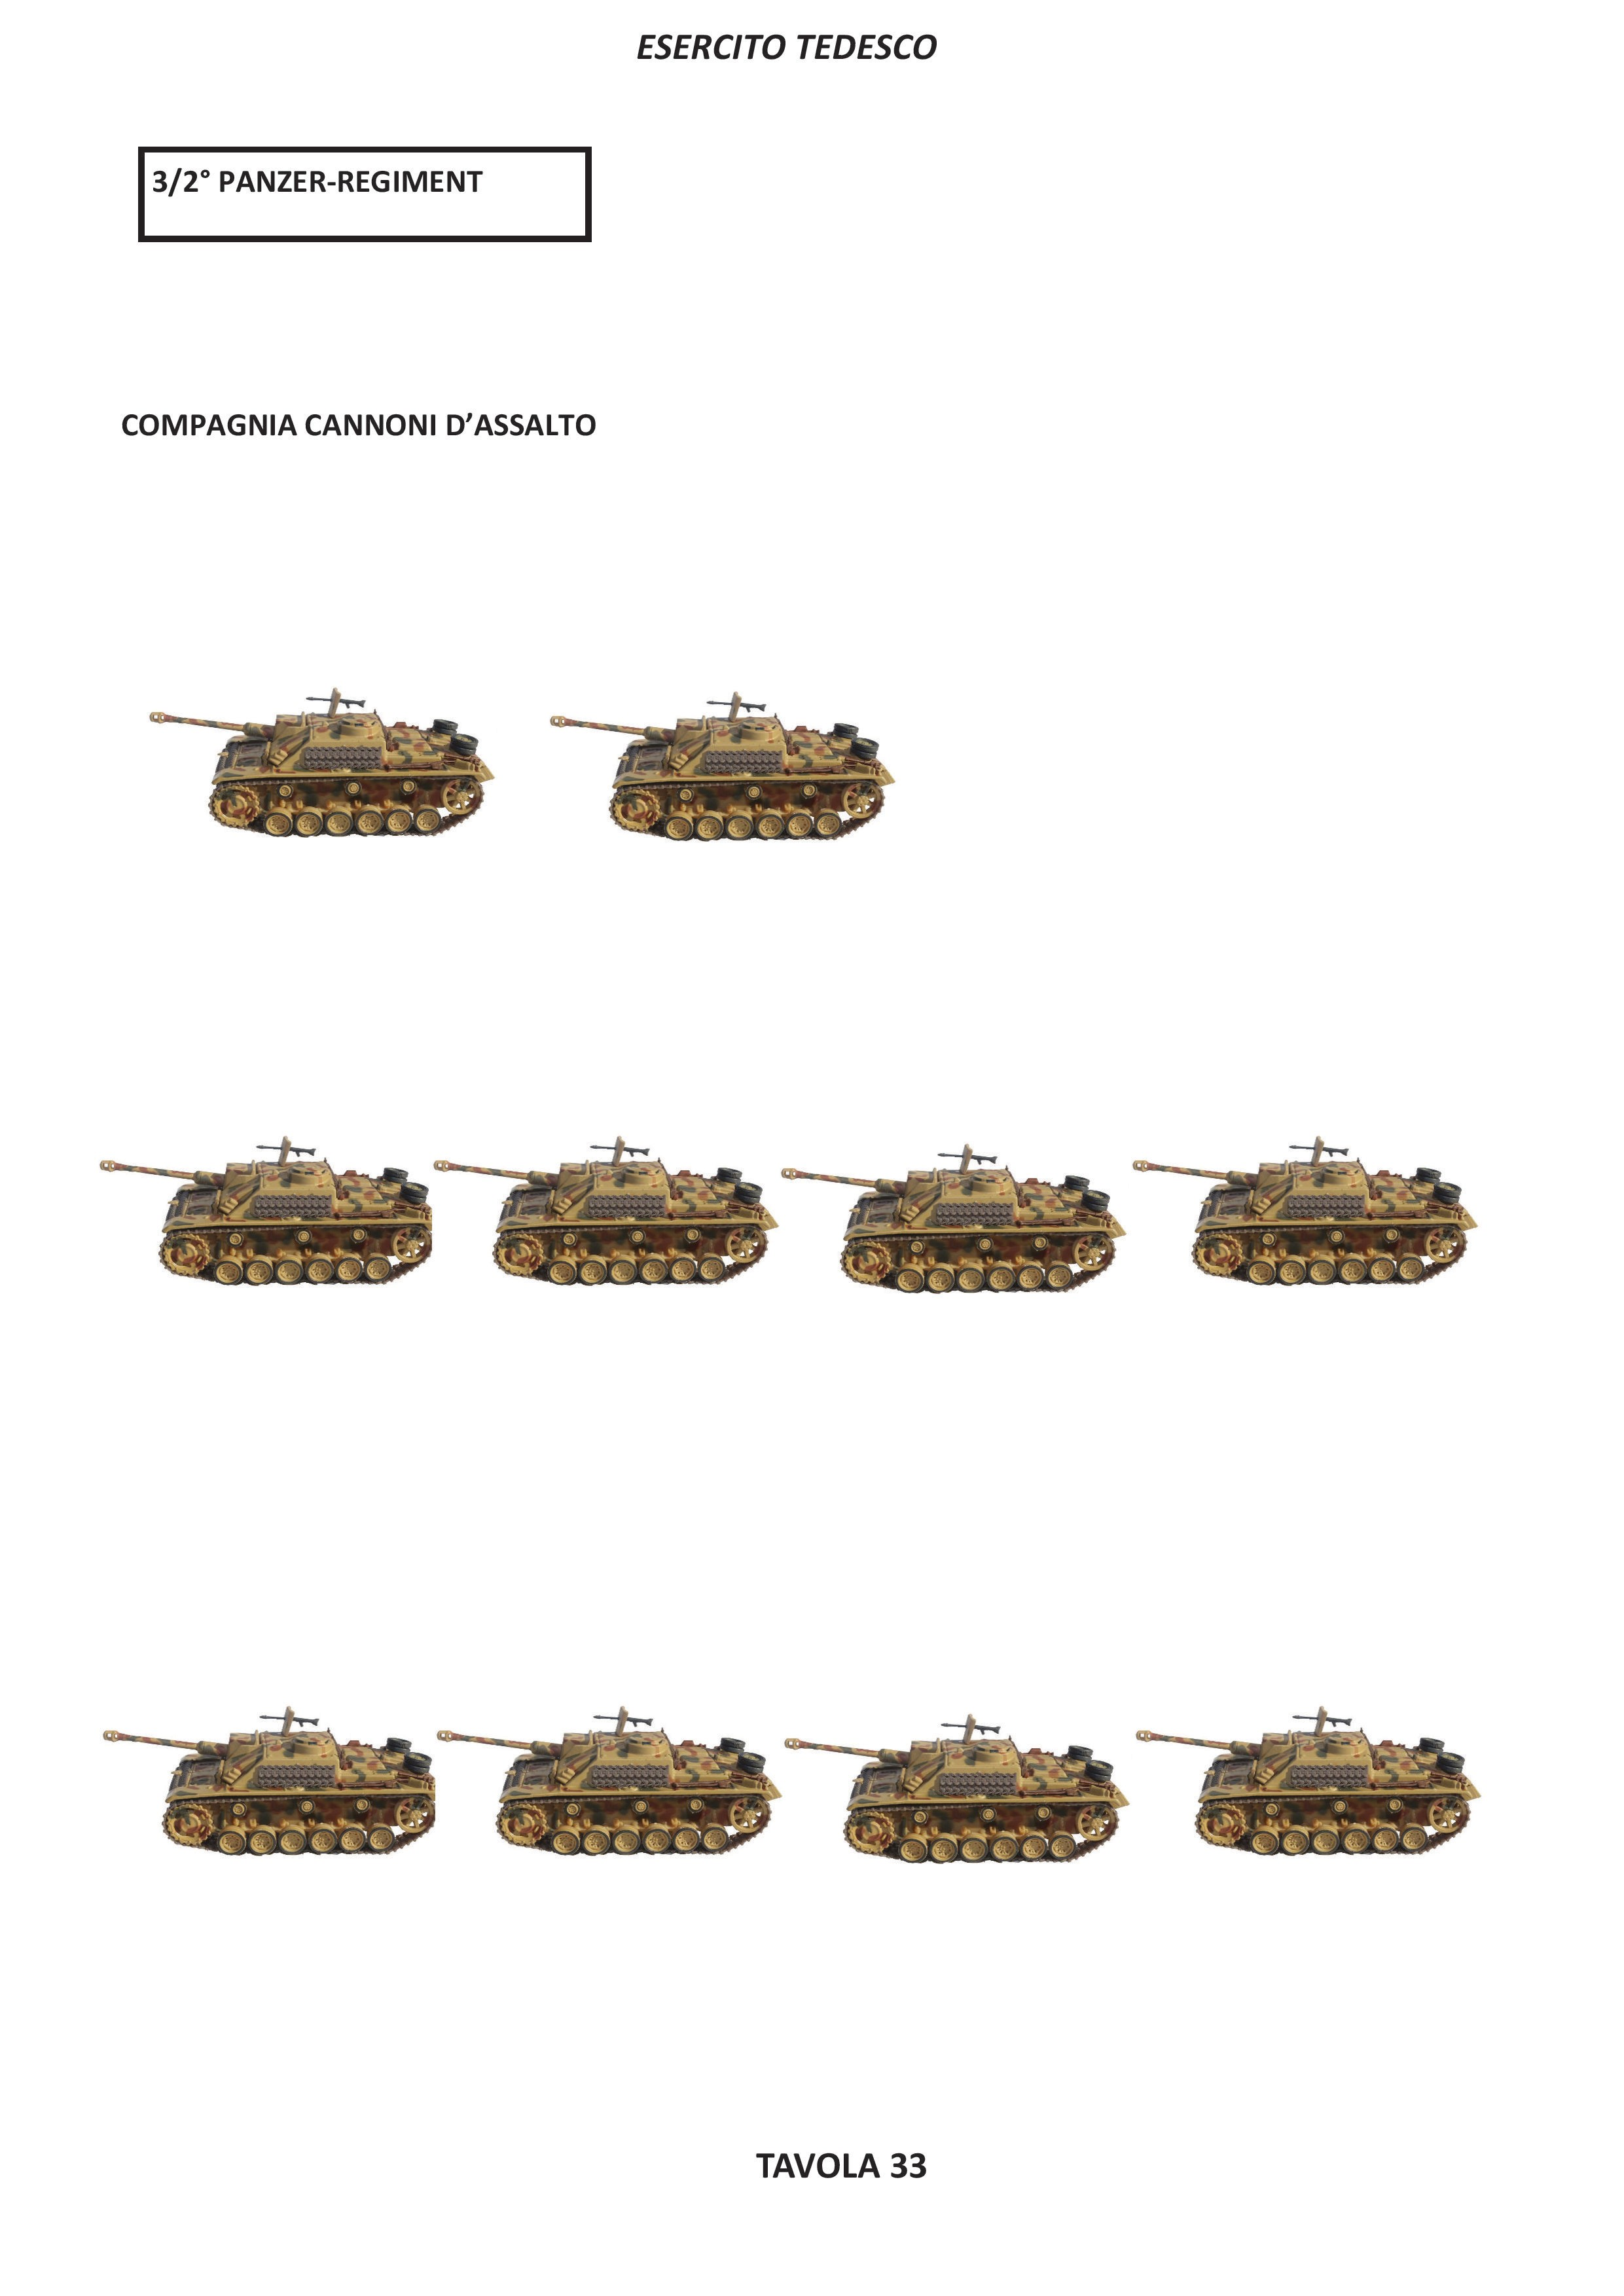 ESERCITO TEDESCO
3/2° PANZER-REGIMENT
COMPAGNIA CANNONI D’ASSALTO
TAVOLA 33